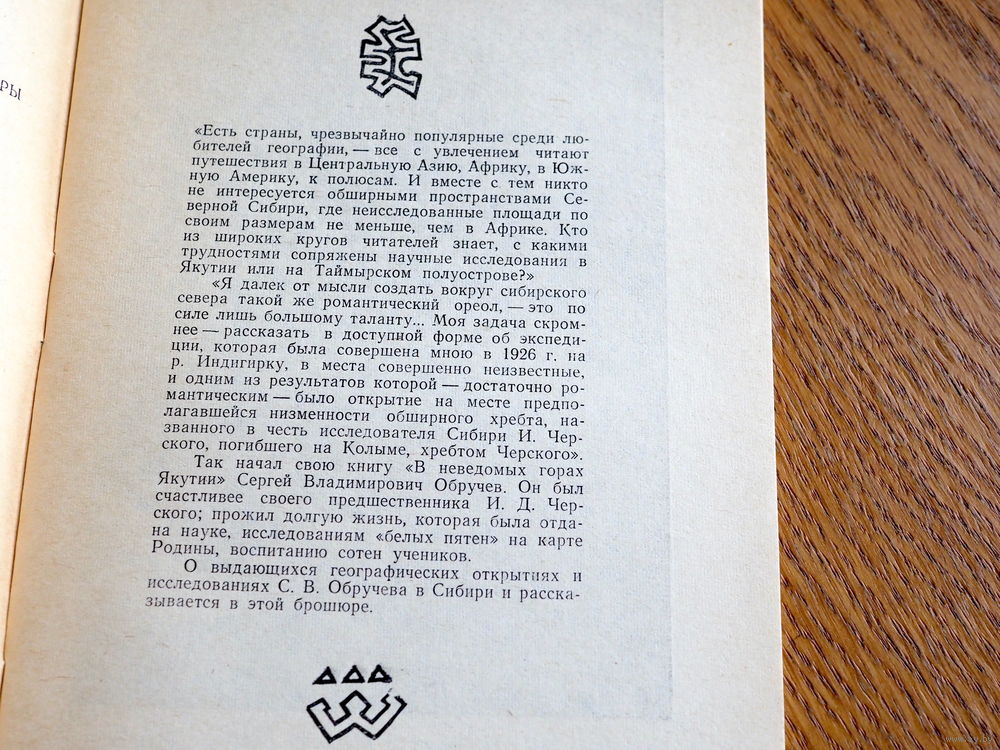 РЫ
«Есть страны, чрезвычайно популярные среди лю-
бителей географии, — все с увлечением читают
путешествия в Центральную Азию, Африку, в Юж-
ную Америку, к полюсам. И вместе с тем никто
не интересуется обширными пространствами Се-
верной Сибири, где неисследованные площади по
своим размерам не меньше, чем в Африке. Кто
из широких кругов читателей знает, с какими
трудностями сопряжены научные исследования в
Якутии или на Таймырском полуострове?»
«Я далек от мысли создать вокруг сибирского
севера такой же романтический ореол, — это по
силе лишь большому таланту... Моя задача скром-
нее — рассказать в доступной форме об экспеди-
ции, которая была совершена мною в 1926 г. на
р. Индигирку, в места совершенно неизвестные,
и одним из результатов которой — достаточно ро-
мантическим — было открытие на месте предпо-
лагавшейся низменности обширного хребта, на-
званного в честь исследователя Сибири И. Чер-
ского, погибшего на Колыме, хребтом Черского».
Так начал свою книгу «В неведомых горах
Якутии» Сергей Владимирович Обручев. Он был
счастливее своего предшественника И. Д. Чер-
ского; прожил долгую жизнь, которая была отда-
на науке, исследованиям «белых пятен» на карте
Родины, воспитанию сотен учеников.
О выдающихся географических открытиях и
исследованиях С. В. Обручева в Сибири и расска-
зывается в этой брошюре.